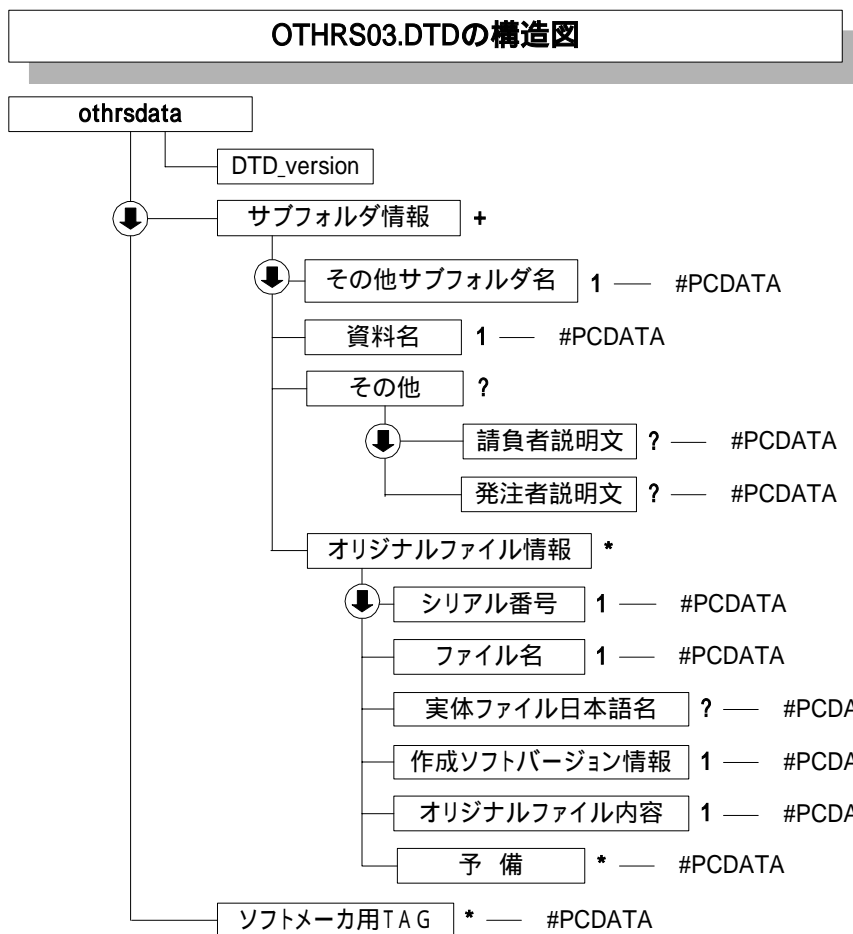 OTHRS03.DTDの構造図
othrsdata
DTD_version
サブフォルダ情報 +
その他サブフォルダ名 1 #PCDATA
資料名 1 #PCDATA
その他 ?
請負者説明文 ? #PCDATA
発注者説明文 ? #PCDATA
オリジナルファイル情報 *
シリアル番号 1 #PCDATA
ファイル名 1 #PCDATA
実体ファイル日本語名 ? #PCDA
作成ソフトバージョン情報 1 #PCDA
オリジナルファイル内容 1 #PCDA
予 備 * #PCDATA
ソフトメーカ用TAG * #PCDATA